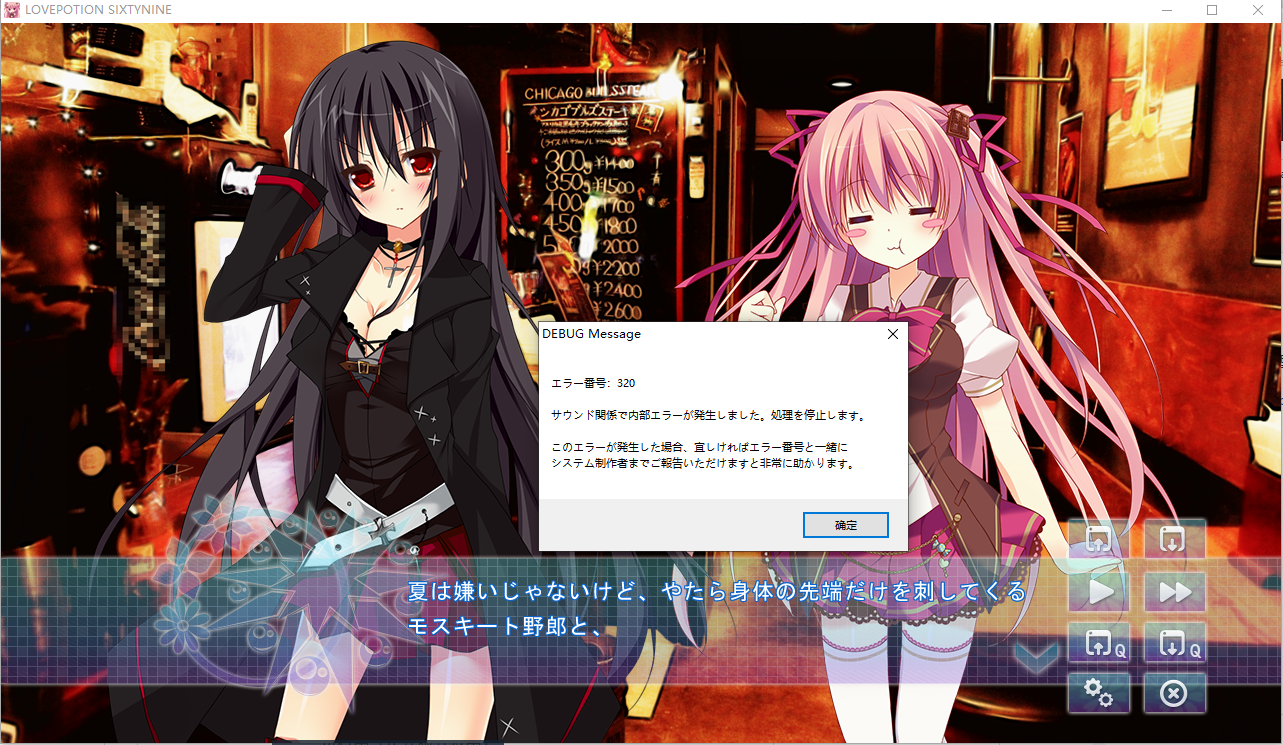 LOVEPOTION SIXTYNINE
CHICAGO
シカゴブルズステーキ
300g ¥1400
350g ¥1500
400 ¥1700
450 ¥1800
¥2000
¥2200
¥2400
¥2600
DEBUG Message
エラー番号: 320
サウンド関係で内部エラーが発生しました。処理を停止します。
このエラーが発生した場合、宜しければエラー番号と一緒に
システム制作者までご報告いただけますと非常に助かります。
确定
夏は嫌いじゃないけど、やたら身体の先端だけを刺してくる
モスキート野郎と、
Q
Q